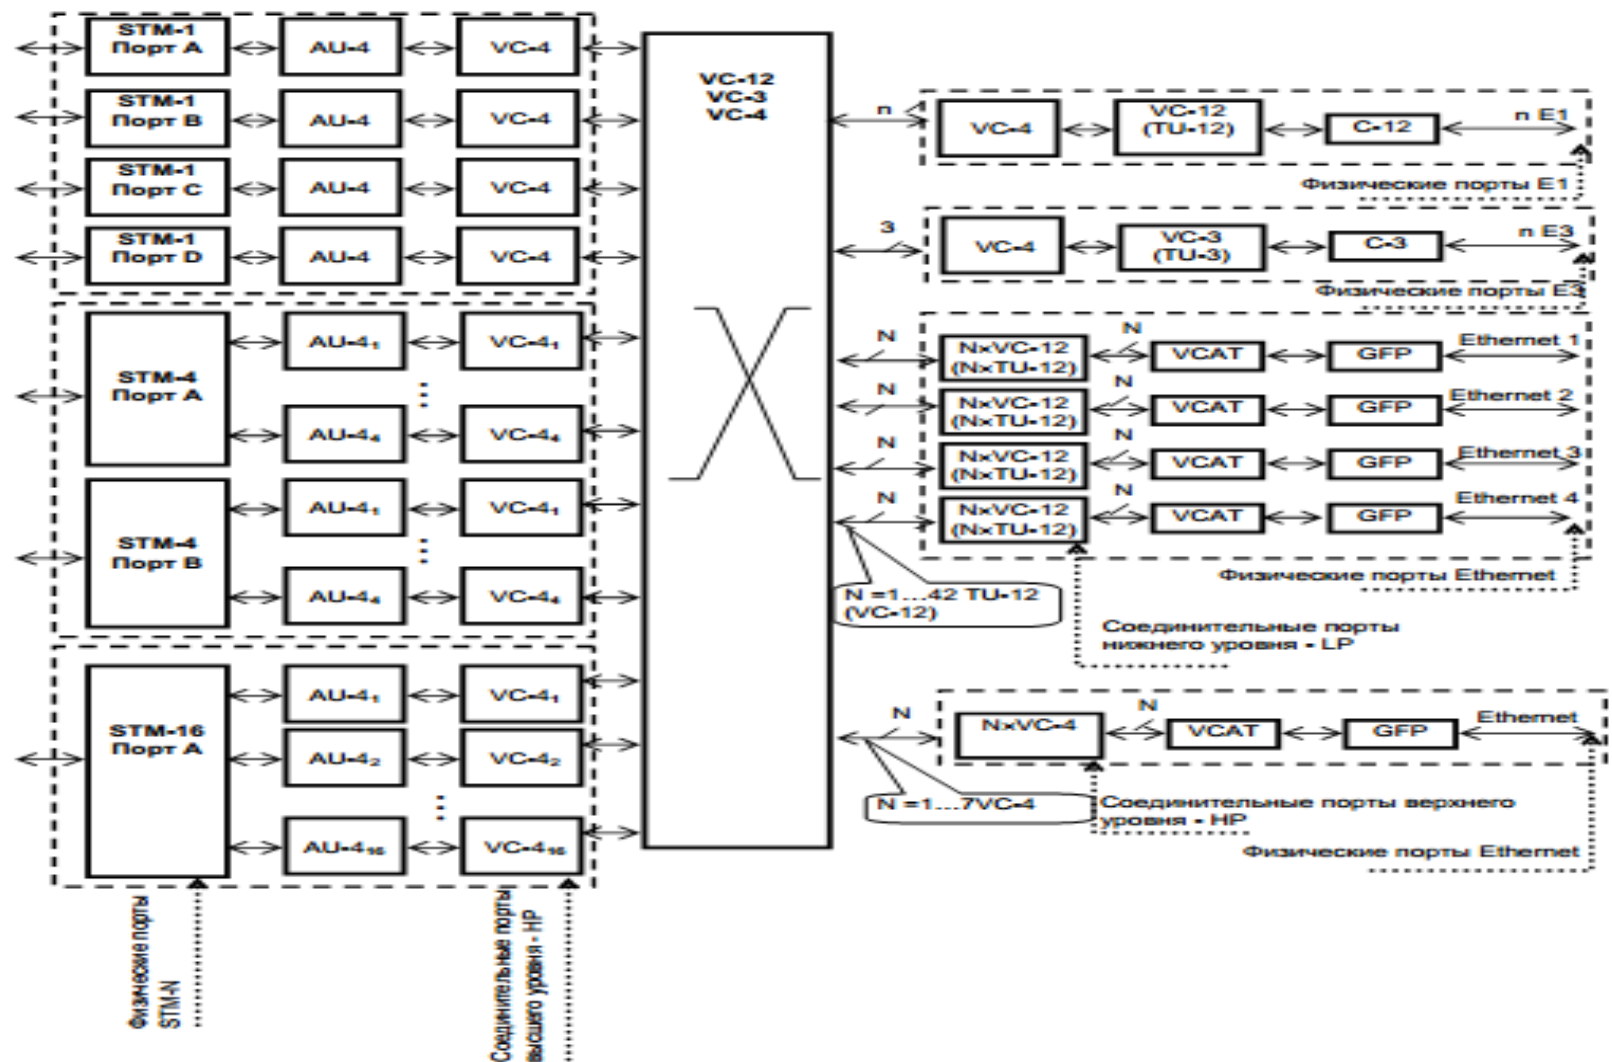 STM-1
Порт A
AU-4
VC-4
STM-1
Порт B
AU-4
VC-4
STM-1
Порт C
AU-4
VC-4
STM-1
Порт D
AU-4
VC-4
STM-4
Порт A
AU-4₁
VC-4₁
AU-4₄
VC-4₄
STM-4
Порт B
AU-4₁
VC-4₁
AU-4₄
VC-4₄
STM-16
Порт A
AU-4₁
VC-4₁
AU-4₂
VC-4₂
AU-4₁₆
VC-4₁₆
Физические порты
STM-N
Соединительные порты
высшего уровня - HP
VC-12
VC-3
VC-4
n
VC-4
VC-12
(TU-12)
C-12
n E1
Физические порты E1
3
VC-4
VC-3
(TU-3)
C-3
n E3
Физические порты E3
N
NxVC-12
(NxTU-12)
N
VCAT
GFP
Ethernet 1
N
NxVC-12
(NxTU-12)
N
VCAT
GFP
Ethernet 2
N
NxVC-12
(NxTU-12)
N
VCAT
GFP
Ethernet 3
N
NxVC-12
(NxTU-12)
N
VCAT
GFP
Ethernet 4
Физические порты Ethernet
N =1...42 TU-12
(VC-12)
Соединительные порты
нижнего уровня - LP
N
NxVC-4
N
VCAT
GFP
Ethernet
N =1....7VC-4
Соединительные порты верхнего
уровня - HP
Физические порты Ethernet